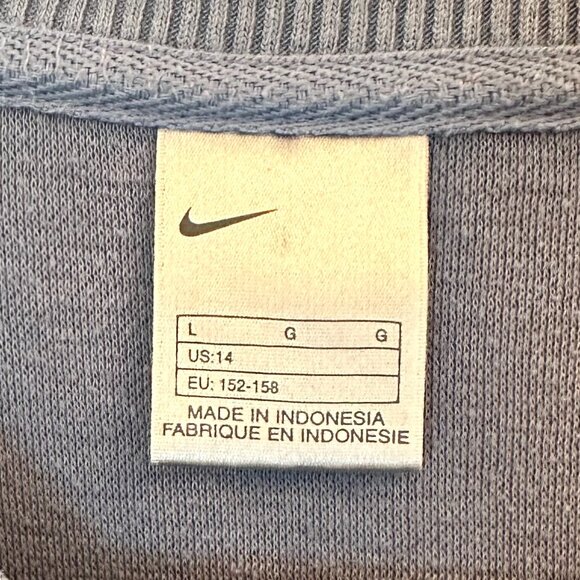 L G G
US:14
EU: 152-158
MADE IN INDONESIA
FABRIQUE EN INDONESIE